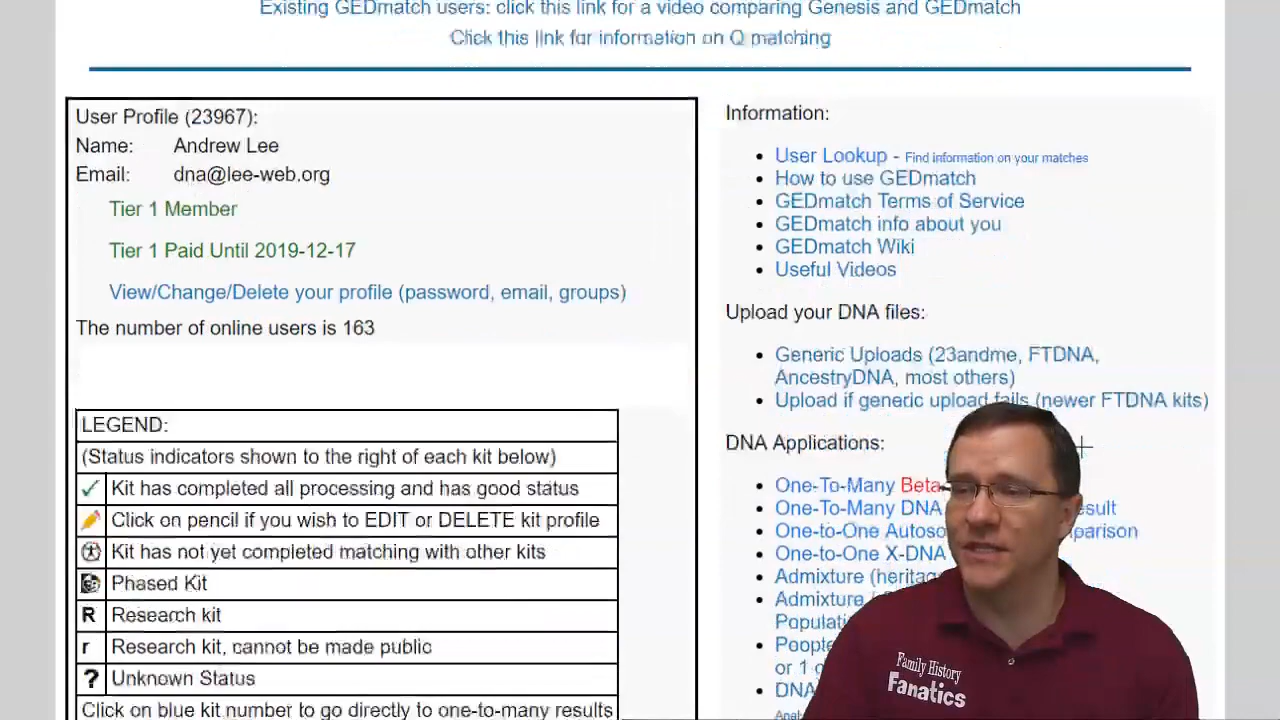 Existing GEDmatch users: click this link for a video comparing Genesis and GEDmatch
Click this link for information on Q matching
User Profile (23967):
Name: Andrew Lee
Email: dna@lee-web.org
Tier 1 Member
Tier 1 Paid Until 2019-12-17
View/Change/Delete your profile (password, email, groups)
The number of online users is 163
LEGEND:
(Status indicators shown to the right of each kit below)
Kit has completed all processing and has good status
Click on pencil if you wish to EDIT or DELETE kit profile
Kit has not yet completed matching with other kits
Phased Kit
R Research kit
r Research kit, cannot be made public
? Unknown Status
Click on blue kit number to go directly to one-to-many results
Information:
User Lookup - Find information on your matches
How to use GEDmatch
GEDmatch Terms of Service
GEDmatch info about you
GEDmatch Wiki
Useful Videos
Upload your DNA files:
Generic Uploads (23andme, FTDNA,
AncestryDNA, most others)
Upload if generic upload fails (newer FTDNA kits)
DNA Applications:
One-To-Many Beta
One-To-Many DNA
One-to-One
One-to-One X-DNA
Admixture
Admixture
or 1
DNA
Family History
Fanatics